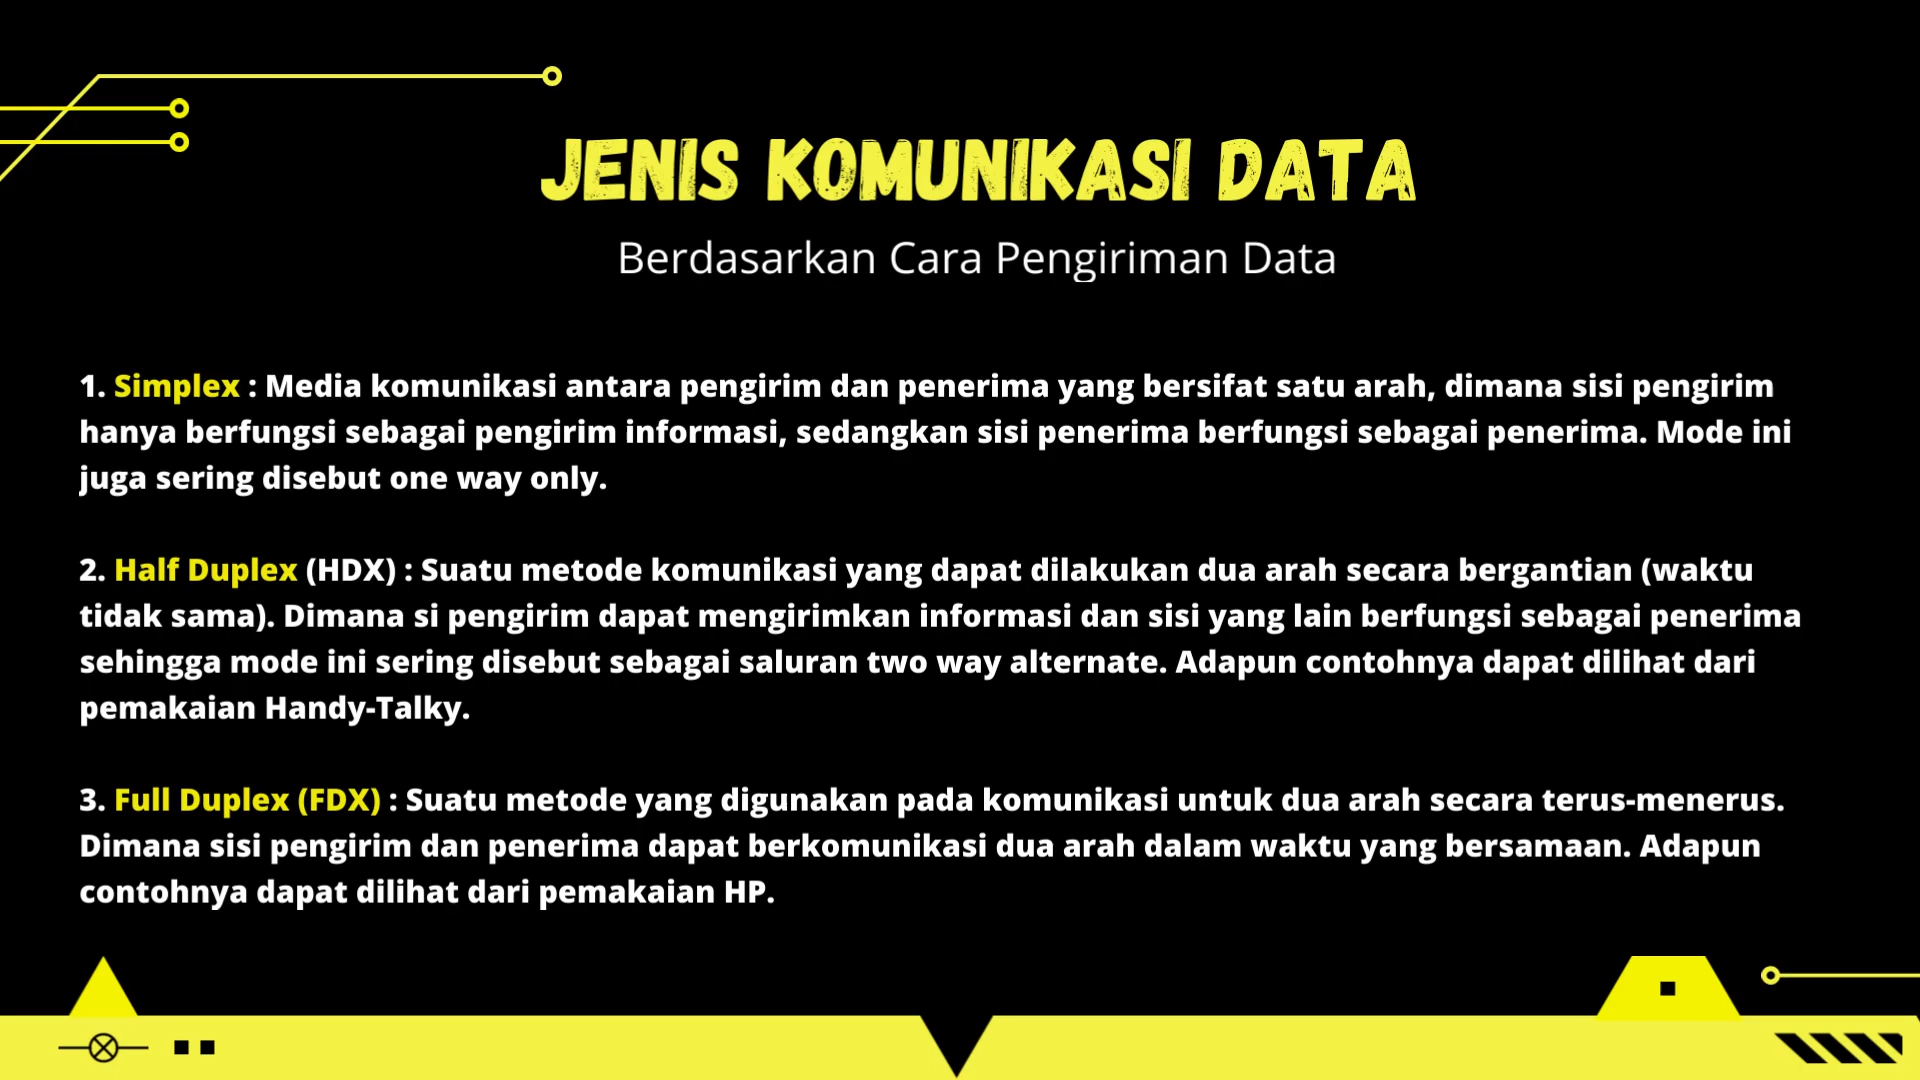 JENIS KOMUNIKASI DATA
Berdasarkan Cara Pengiriman Data
1. Simplex : Media komunikasi antara pengirim dan penerima yang bersifat satu arah, dimana sisi pengirim
hanya berfungsi sebagai pengirim informasi, sedangkan sisi penerima berfungsi sebagai penerima. Mode ini
juga sering disebut one way only.
2. Half Duplex (HDX) : Suatu metode komunikasi yang dapat dilakukan dua arah secara bergantian (waktu
tidak sama). Dimana si pengirim dapat mengirimkan informasi dan sisi yang lain berfungsi sebagai penerima
sehingga mode ini sering disebut sebagai saluran two way alternate. Adapun contohnya dapat dilihat dari
pemakaian Handy-Talky.
3. Full Duplex (FDX) : Suatu metode yang digunakan pada komunikasi untuk dua arah secara terus-menerus.
Dimana sisi pengirim dan penerima dapat berkomunikasi dua arah dalam waktu yang bersamaan. Adapun
contohnya dapat dilihat dari pemakaian HP.